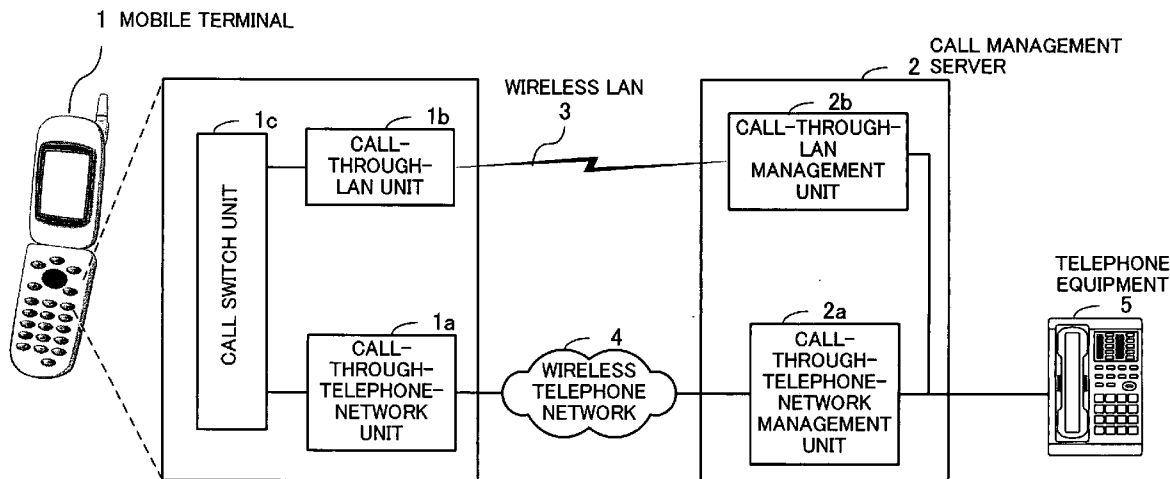 1 MOBILE TERMINAL
CALL MANAGEMENT
2 SERVER
WIRELESS LAN
3
1c
1b
2b
CALL-
THROUGH-
LAN UNIT
CALL-THROUGH-
LAN
MANAGEMENT
UNIT
CALL SWITCH UNIT
TELEPHONE
EQUIPMENT
5
1a
4
2a
CALL-
THROUGH-
TELEPHONE-
NETWORK
UNIT
WIRELESS
TELEPHONE
NETWORK
CALL-
THROUGH-
TELEPHONE-
NETWORK
MANAGEMENT
UNIT